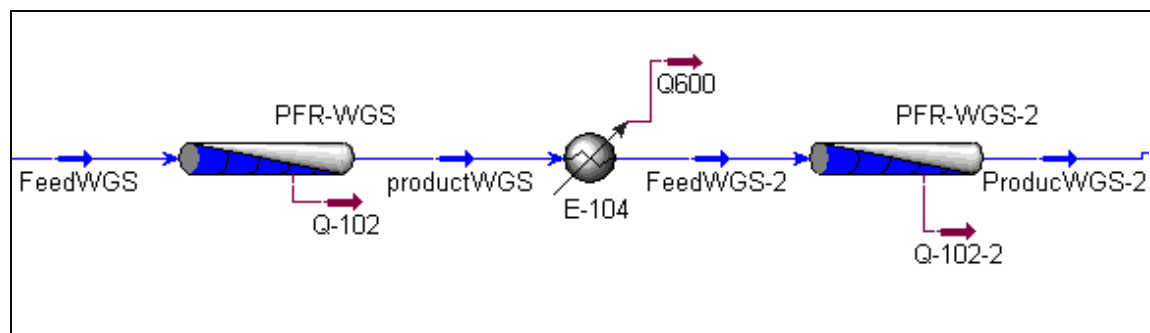 Q600
PFR-WGS
PFR-WGS-2
FeedWGS
productWGS
FeedWGS-2
ProducWGS-2
E-104
Q-102
Q-102-2